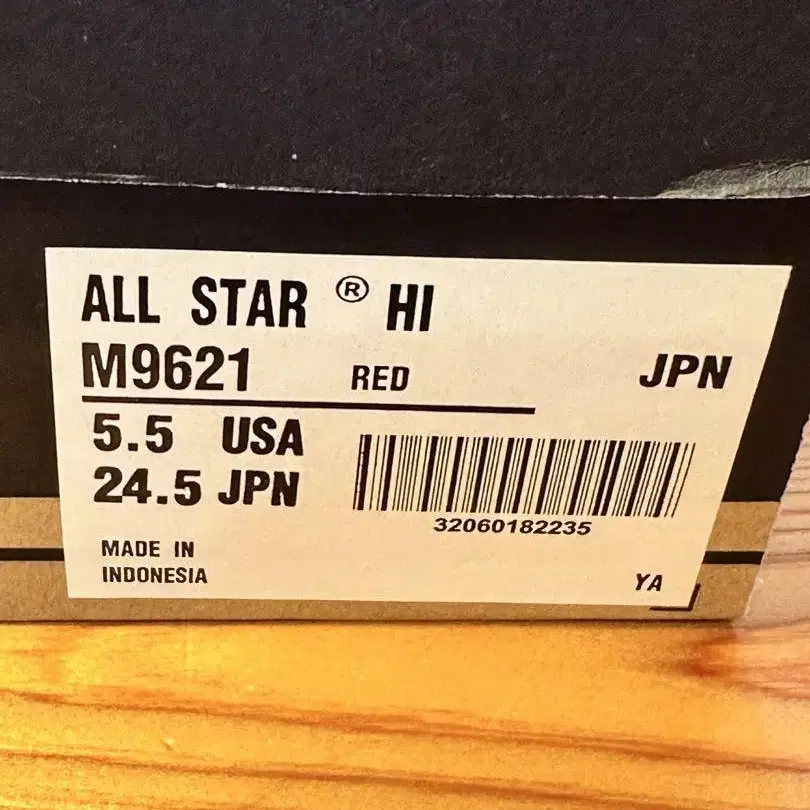 ALL STAR ® HI
M9621 RED JPN
5.5 USA
24.5 JPN
32060182235
MADE IN
INDONESIA
YA